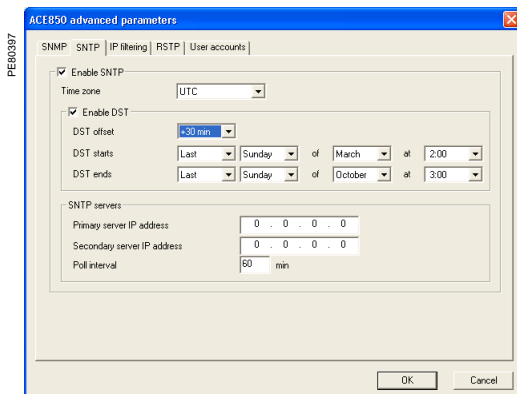 PE80397
ACE850 advanced parameters
SNMP SNTP IP filtering RSTP User accounts
Enable SNTP
Time zone UTC
Enable DST
DST offset +30 min
DST starts Last Sunday of March at 2:00
DST ends Last Sunday of October at 3:00
SNTP servers
Primary server IP address 0 . 0 . 0 . 0
Secondary server IP address 0 . 0 . 0 . 0
Poll interval 60 min
OK Cancel